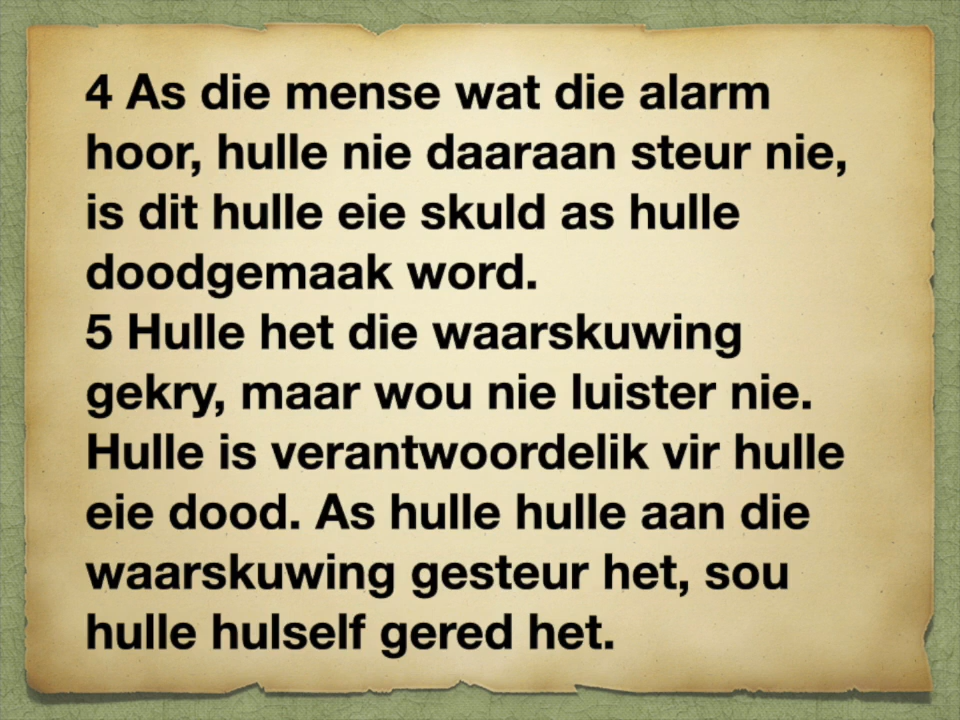 4 As die mense wat die alarm
hoor, hulle nie daaraan steur nie,
is dit hulle eie skuld as hulle
doodgemaak word.
5 Hulle het die waarskuwing
gekry, maar wou nie luister nie.
Hulle is verantwoordelik vir hulle
eie dood. As hulle hulle aan die
waarskuwing gesteur het, sou
hulle hulself gered het.